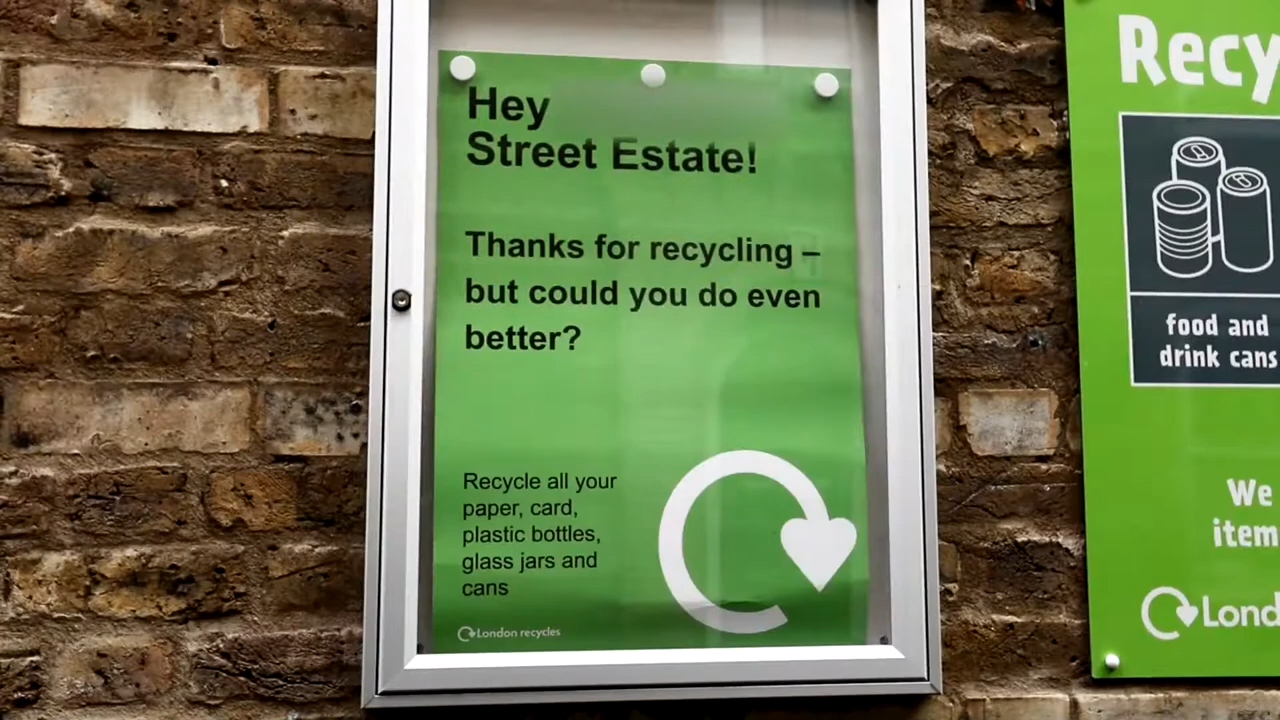 Hey
Street Estate!
Thanks for recycling –
but could you do even
better?
Recycle all your
paper, card,
plastic bottles,
glass jars and
cans
London recycles
Recy
food and
drink cans
We
item
Lond